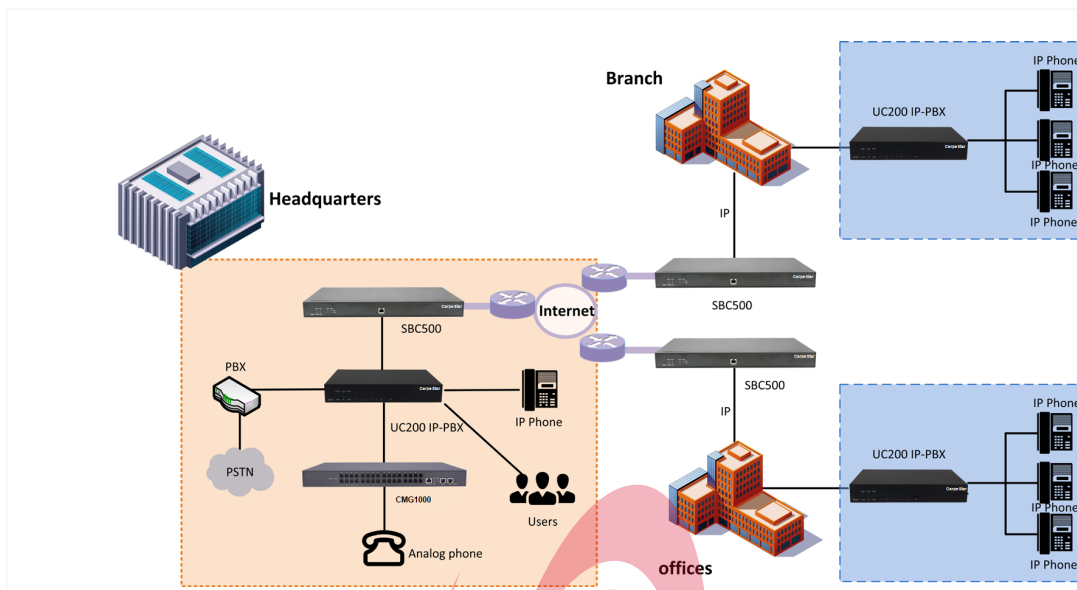 Branch
IP Phone
UC200 IP-PBX
IP Phone
IP Phone
Headquarters
IP
SBC500
Internet
SBC500
PBX
SBC500
IP Phone
UC200 IP-PBX
IP
IP Phone
UC200 IP-PBX
PSTN
IP Phone
CMG1000
Users
Analog phone
IP Phone
offices